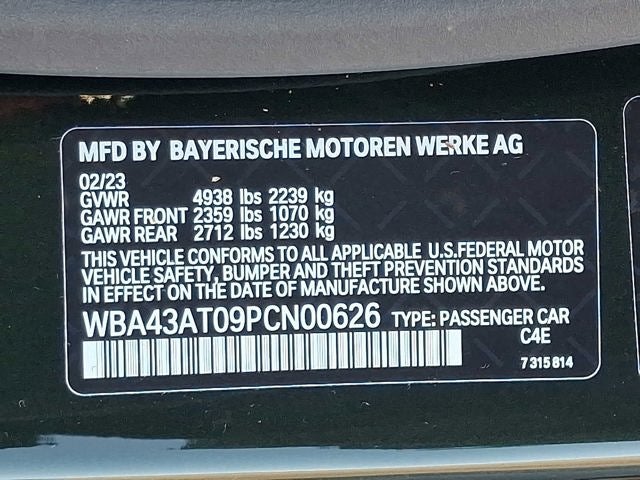 MFD BY BAYERISCHE MOTOREN WERKE AG
02/23
GVWR 4938 lbs 2239 kg
GAWR FRONT 2359 lbs 1070 kg
GAWR REAR 2712 lbs 1230 kg
THIS VEHICLE CONFORMS TO ALL APPLICABLE U.S.FEDERAL MOTOR
VEHICLE SAFETY, BUMPER AND THEFT PREVENTION STANDARDS
IN EFFECT ON THE DATE OF MANUFACTURE SHOWN ABOVE.
WBA43AT09PCN00626 TYPE: PASSENGER CAR
C4E
7 315 814